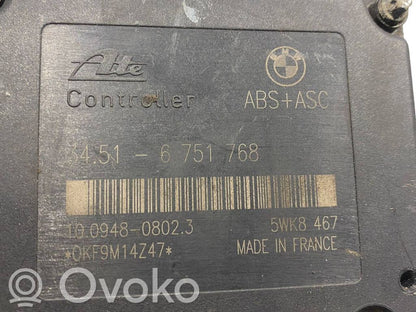 Ate
Controller
ABS+ASC
34.51 - 6 751 768
10.0948-0802.3
5WK8 467
*OKF9M14Z47*
MADE IN FRANCE
Ovoko